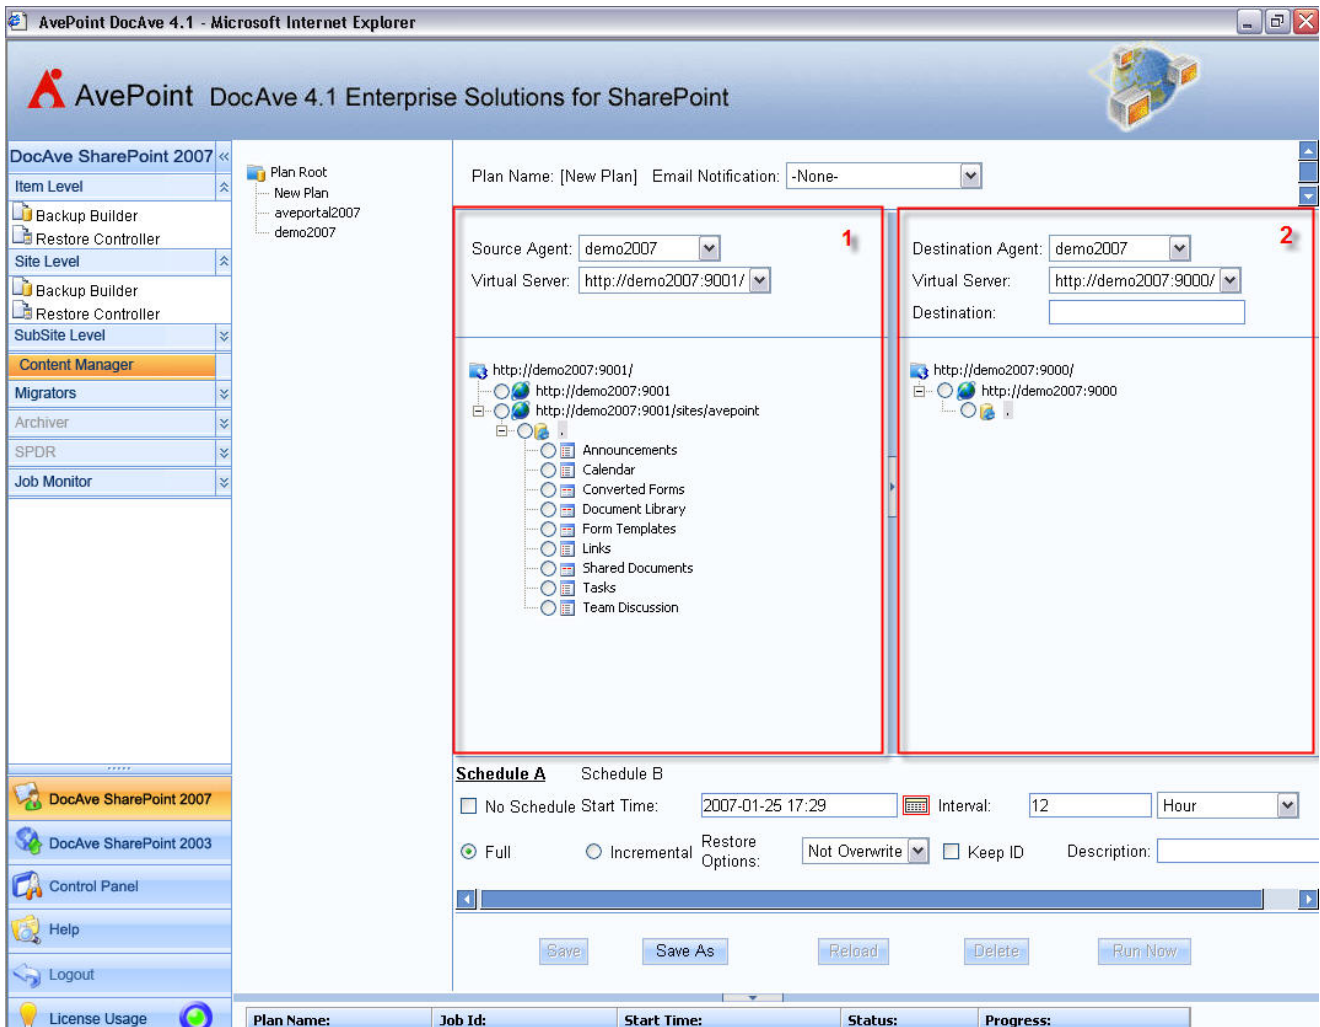 AvePoint DocAve 4.1 - Microsoft Internet Explorer
AvePoint DocAve 4.1 Enterprise Solutions for SharePoint
DocAve SharePoint 2007
Item Level
Backup Builder
Restore Controller
Site Level
Backup Builder
Restore Controller
SubSite Level
Content Manager
Migrators
Archiver
SPDR
Job Monitor
DocAve SharePoint 2007
DocAve SharePoint 2003
Control Panel
Help
Logout
License Usage
Plan Root
New Plan
aveportal2007
demo2007
Plan Name: [New Plan] Email Notification: -None-
1
Source Agent: demo2007
Virtual Server: http://demo2007:9001/
http://demo2007:9001/
http://demo2007:9001
http://demo2007:9001/sites/avepoint
.
Announcements
Calendar
Converted Forms
Document Library
Form Templates
Links
Shared Documents
Tasks
Team Discussion
2
Destination Agent: demo2007
Virtual Server: http://demo2007:9000/
Destination:
http://demo2007:9000/
http://demo2007:9000
.
Schedule A Schedule B
No Schedule Start Time: 2007-01-25 17:29 Interval: 12 Hour
Full Incremental Restore Options: Not Overwrite Keep ID Description:
Save Save As Reload Delete Run Now
Plan Name: Job Id: Start Time: Status: Progress: